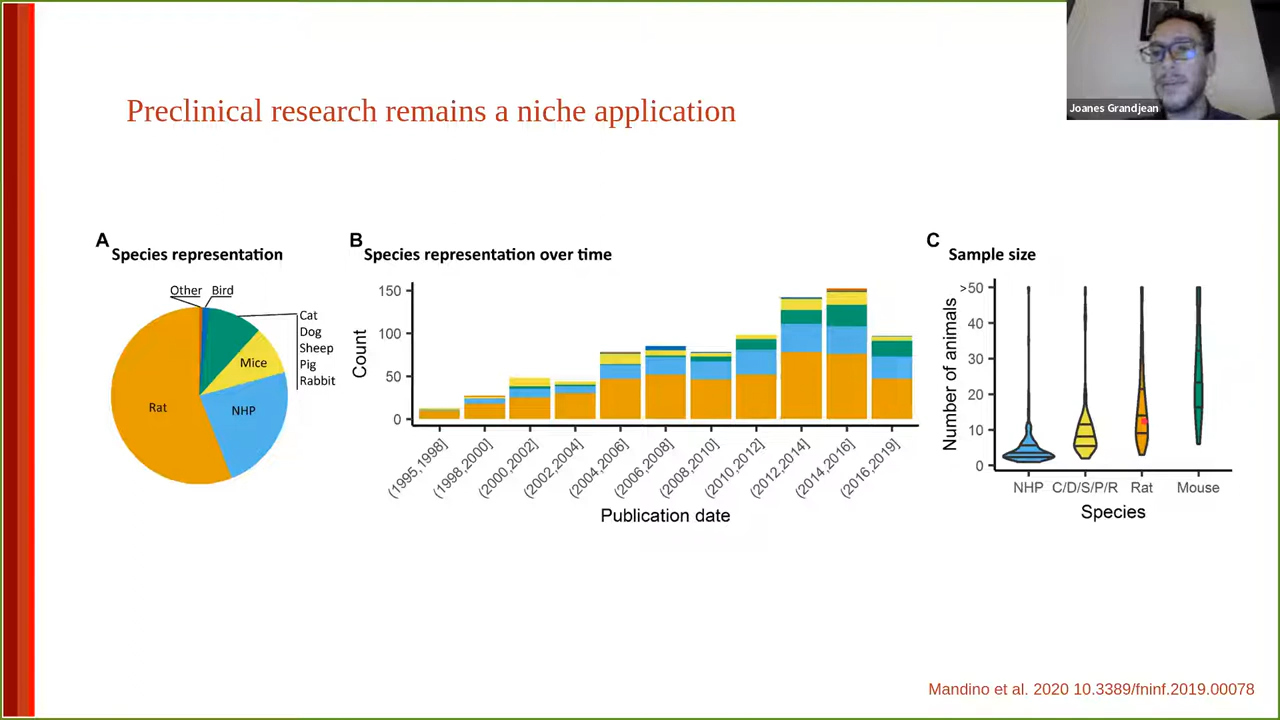 Joanes Grandjean
Preclinical research remains a niche application
A
Species representation
Other
Bird
Cat
Dog
Sheep
Pig
Rabbit
Mice
Rat
NHP
B
Species representation over time
Count
150
100
50
0
(1995,1998]
(1998,2000]
(2000,2002]
(2002,2004]
(2004,2006]
(2006,2008]
(2008,2010]
(2010,2012]
(2012,2014]
(2014,2016]
(2016,2019]
Publication date
C
Sample size
Number of animals
>50
40
30
20
10
0
NHP C/D/S/P/R Rat Mouse
Species
Mandino et al. 2020 10.3389/fninf.2019.00078